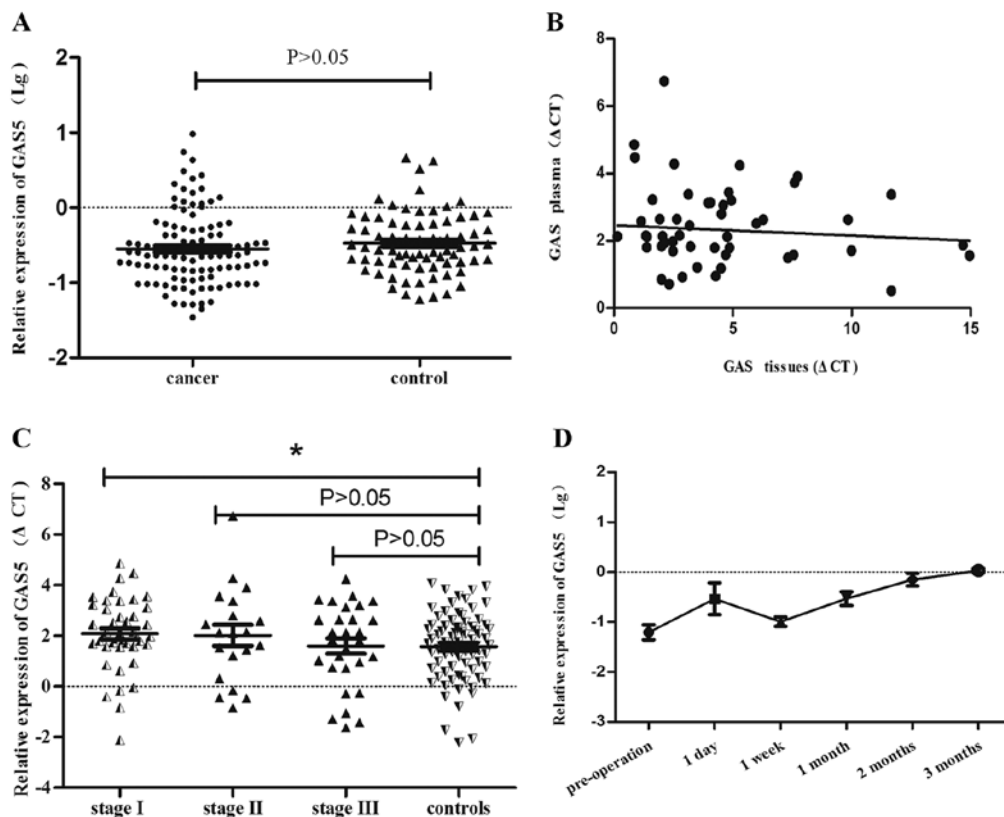 A
Relative expression of GAS5 (Lg)
2
1
0
-1
-2
P>0.05
cancer
control
B
GAS plasma (ΔCT)
8
6
4
2
0
0
5
10
15
GAS tissues (ΔCT)
C
Relative expression of GAS5 (Δ CT)
8
6
4
2
0
-2
-4
*
P>0.05
P>0.05
stage I
stage II
stage III
controls
D
Relative expression of GAS5 (Lg)
2
1
0
-1
-2
-3
pre-operation
1 day
1 week
1 month
2 months
3 months